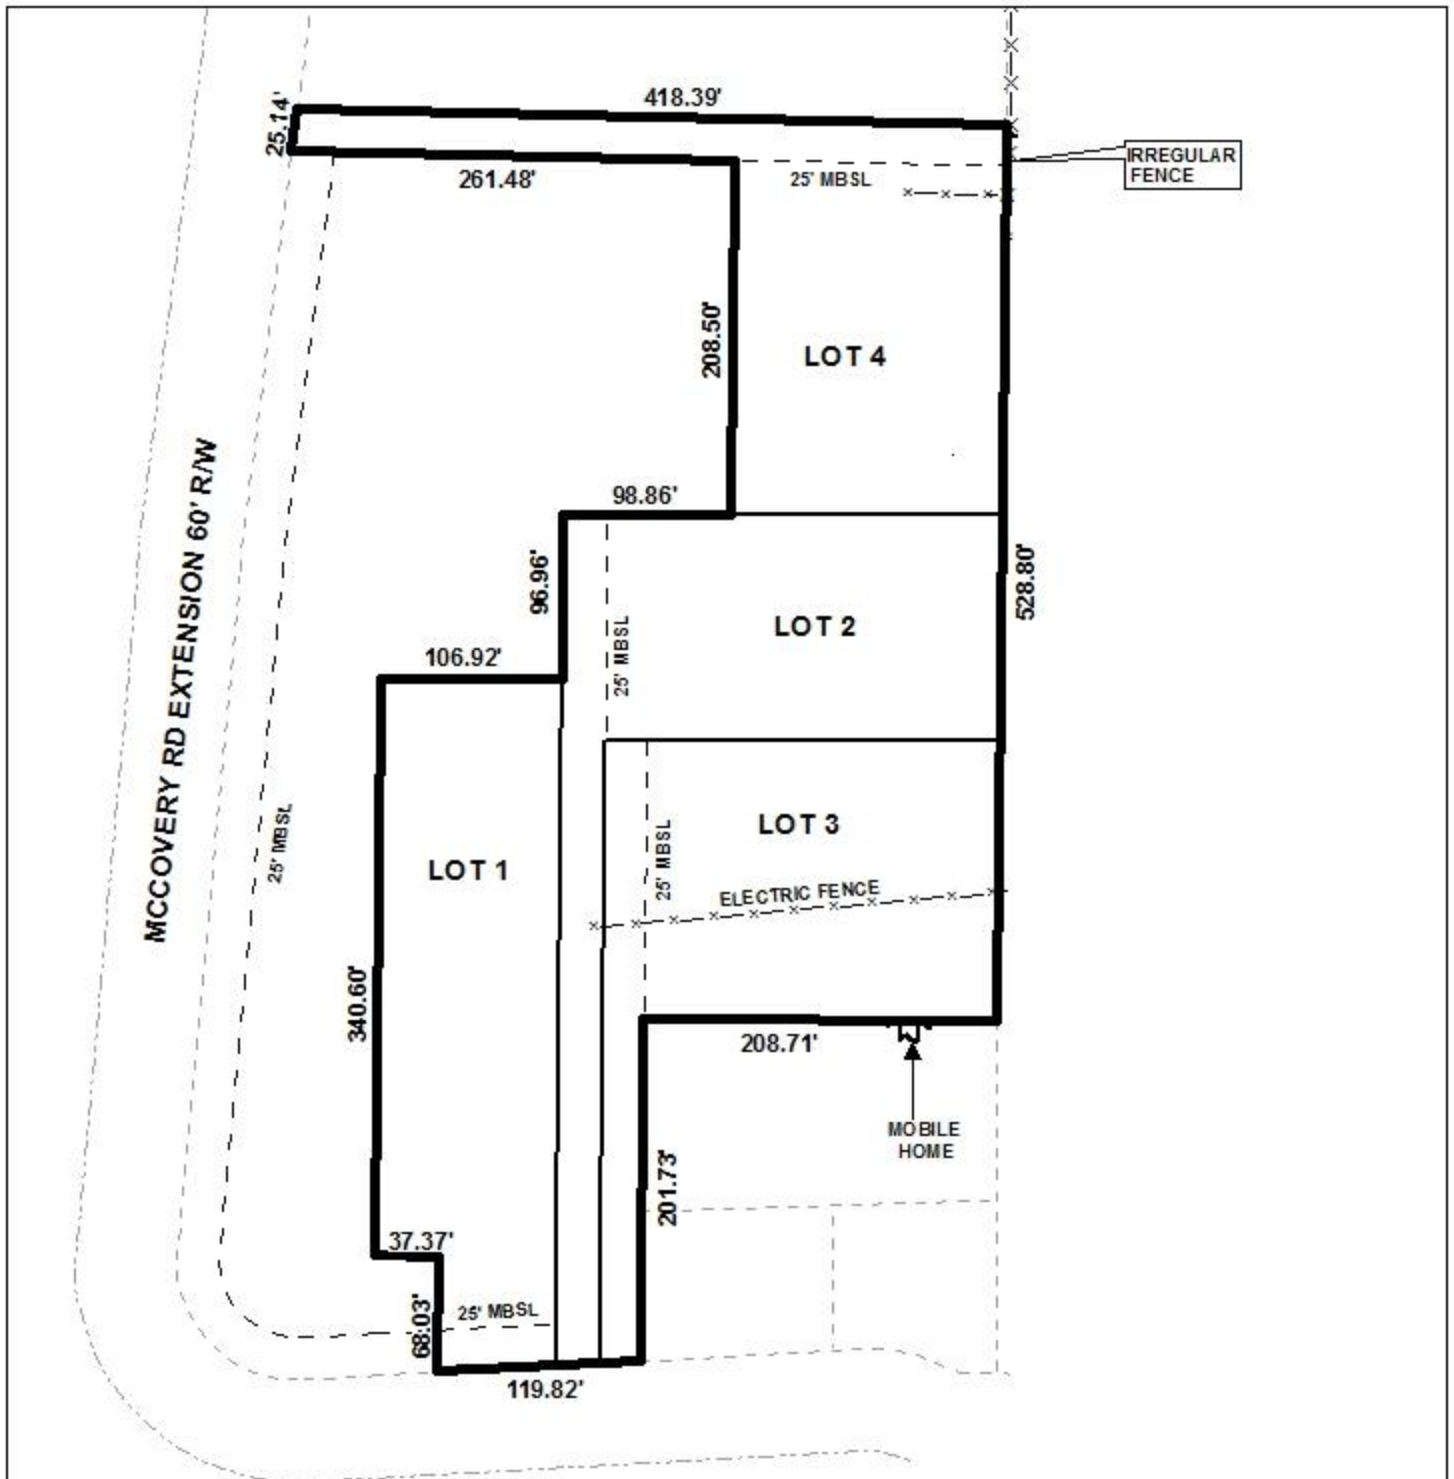 418.39'
25.14'
IRREGULAR
FENCE
261.48'
25' MBSL
208.50'
LOT 4
98.86'
MCCOVERY RD EXTENSION 60' R/W
96.96'
528.80'
LOT 2
25' MBSL
106.92'
LOT 3
25' MBSL
25' MBSL
LOT 1
ELECTRIC FENCE
340.60'
208.71'
MOBILE
HOME
201.73'
37.37'
68.03'
25' MBSL
119.82'